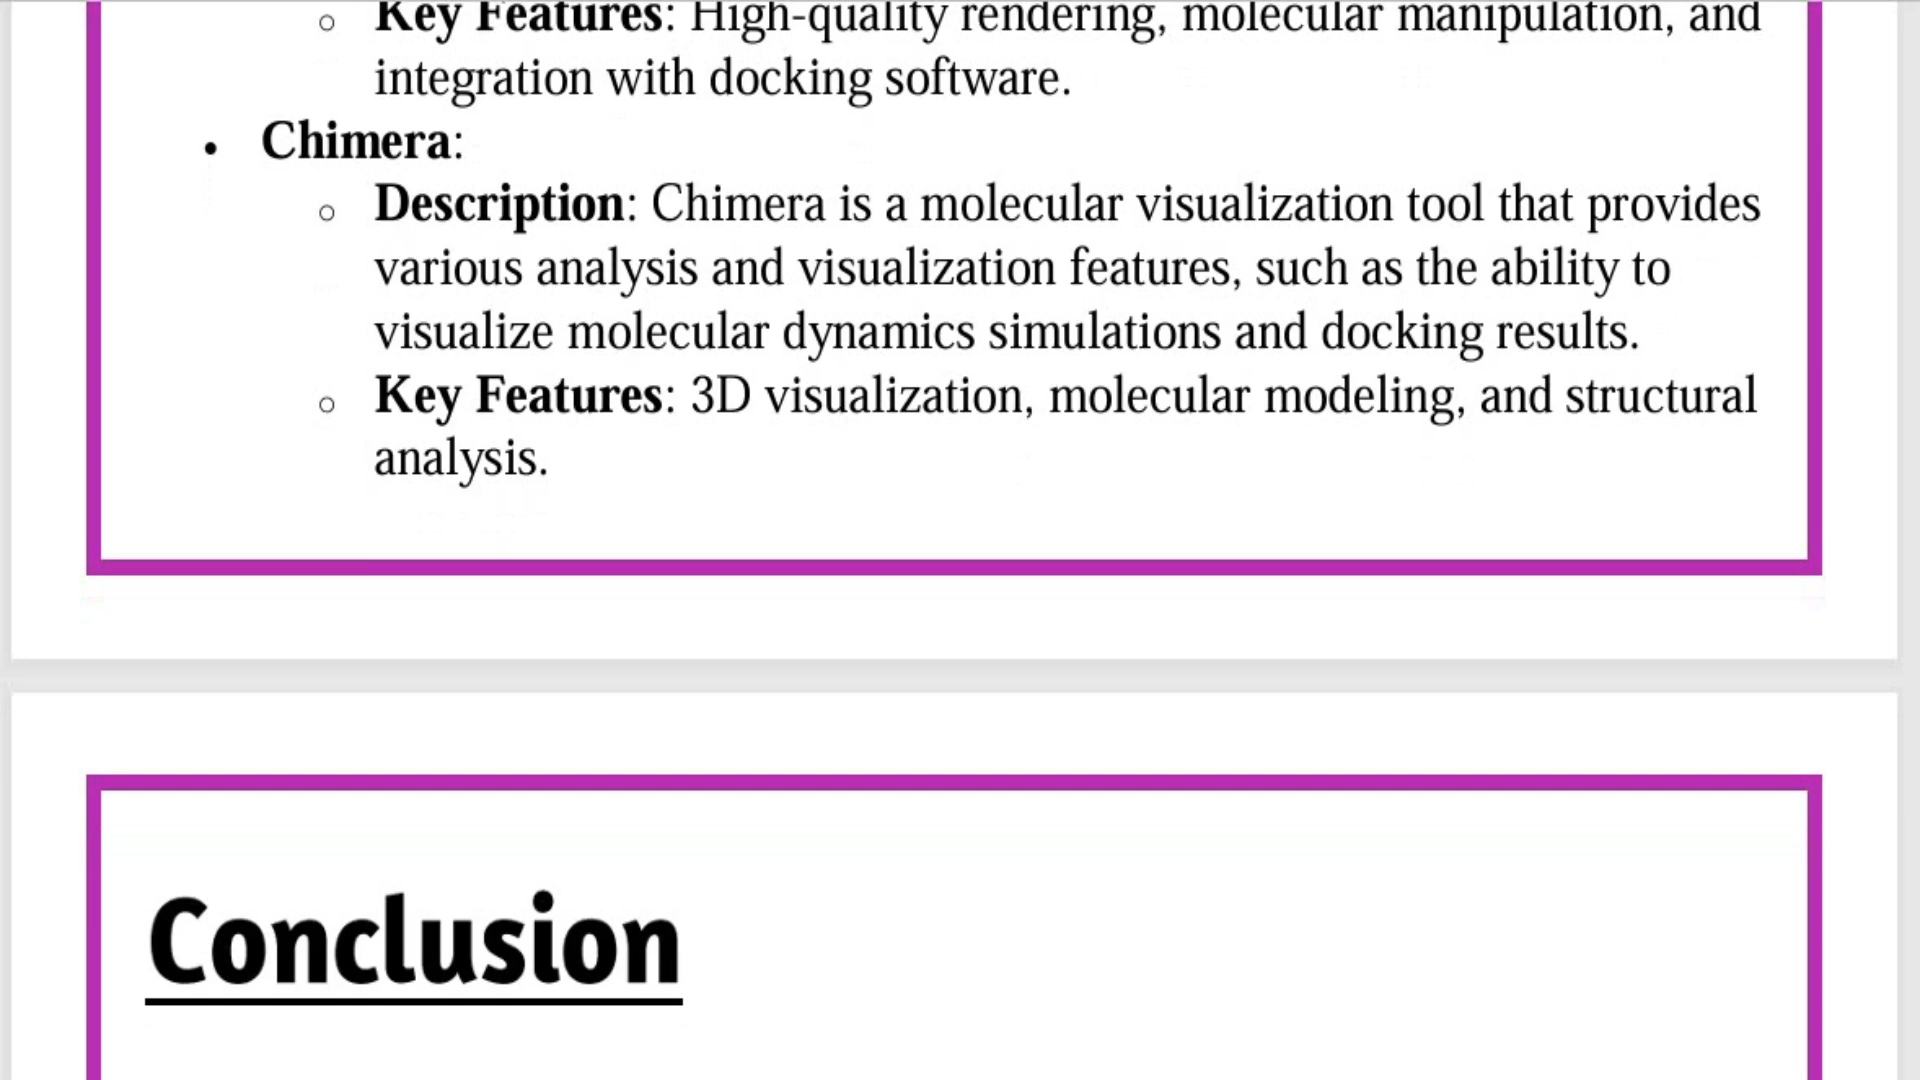 ○ Key Features: High-quality rendering, molecular manipulation, and
integration with docking software.
• Chimera:
○ Description: Chimera is a molecular visualization tool that provides
various analysis and visualization features, such as the ability to
visualize molecular dynamics simulations and docking results.
○ Key Features: 3D visualization, molecular modeling, and structural
analysis.
Conclusion